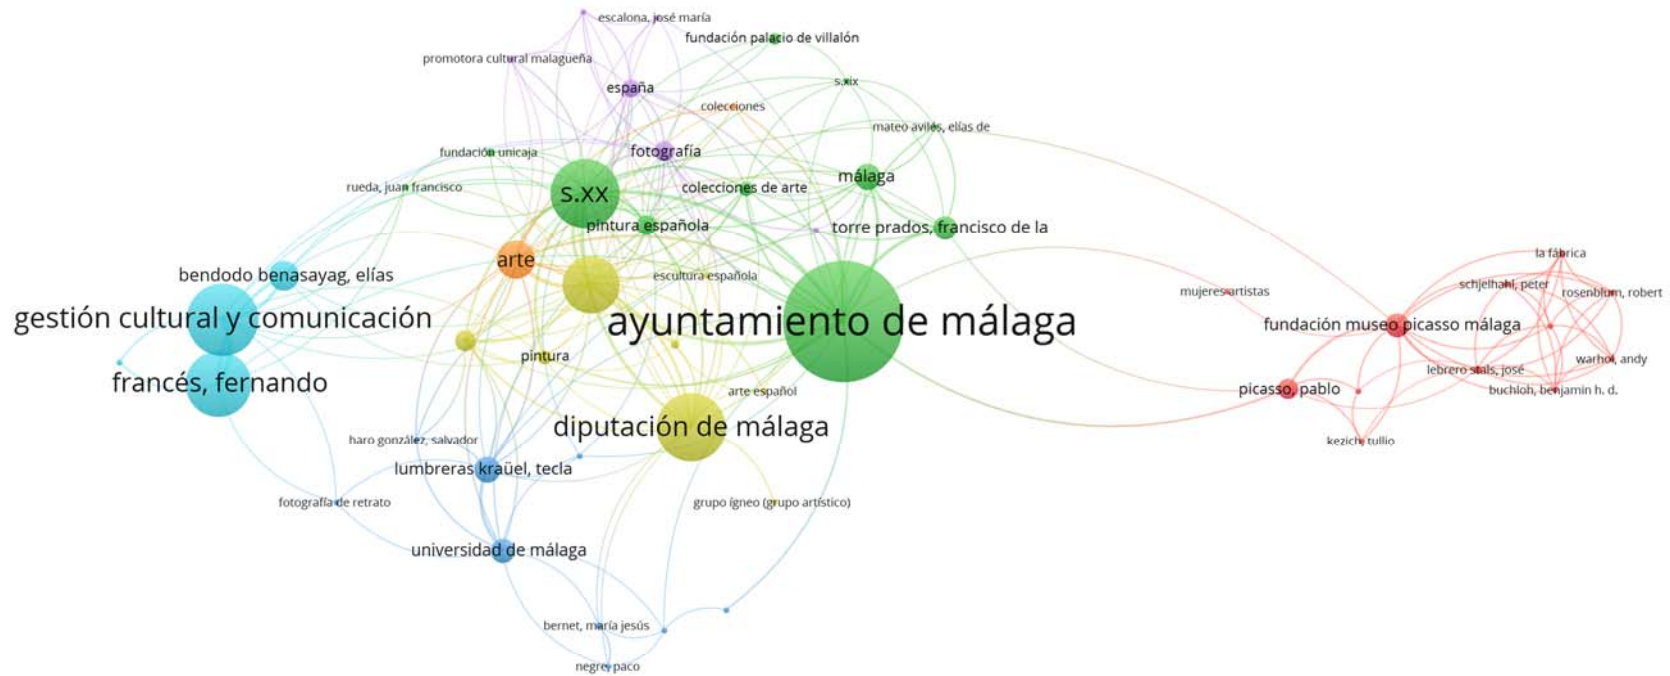 escalona, josé maría
fundación palacio de villalón
promotora cultural malagueña
s.xix
españa
colecciones
mateo avilés, elías de
fundación unicaja
fotografía
málaga
rueda, juan francisco
s.xx
colecciones de arte
pintura española
torre prados, francisco de la
la fábrica
arte
bendodo benasayag, elías
escultura española
schjelhahl, peter
mujeres artistas
rosenblum, robert
gestión cultural y comunicación
ayuntamiento de málaga
fundación museo picasso málaga
pintura
warhol, andy
lebrero stals, josé
francés, fernando
arte español
picasso, pablo
buchloh, benjamin h. d.
diputación de málaga
haro gonzález, salvador
kezich, tullio
lumbreras kraüel, tecla
fotografía de retrato
grupo ígneo (grupo artístico)
universidad de málaga
bernet, maría jesús
negre, paco